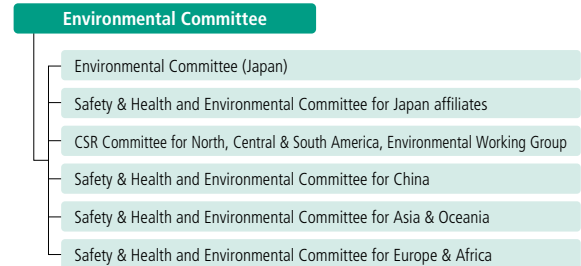 Environmental Committee
Environmental Committee (Japan)
Safety & Health and Environmental Committee for Japan affiliates
CSR Committee for North, Central & South America, Environmental Working Group
Safety & Health and Environmental Committee for China
Safety & Health and Environmental Committee for Asia & Oceania
Safety & Health and Environmental Committee for Europe & Africa